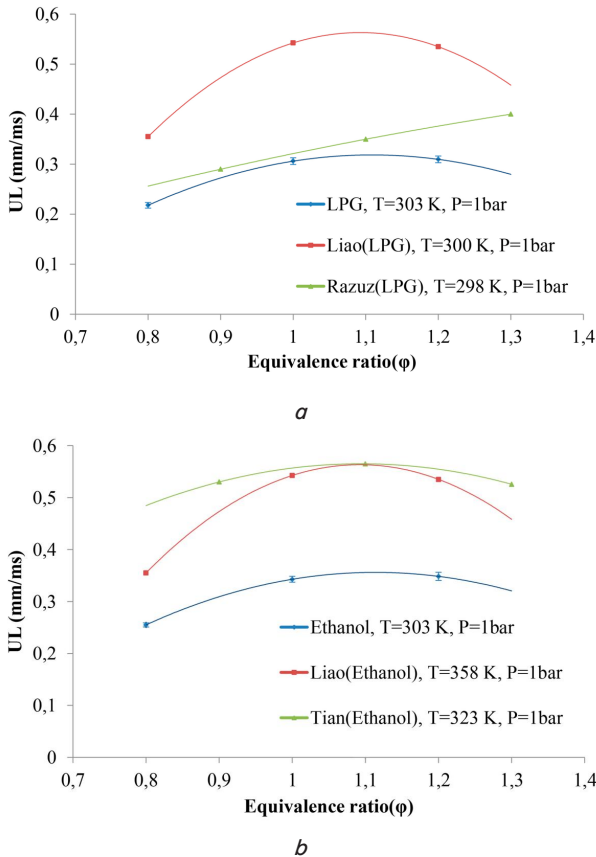 0,6
0,5
0,4
0,3
0,2
0,1
0
UL (mm/ms)
LPG, T=303 K, P=1bar
Liao(LPG), T=300 K, P=1bar
Razuz(LPG), T=298 K, P=1bar
0,7 0,8 0,9 1 1,1 1,2 1,3 1,4
Equivalence ratio(φ)
a
0,6
0,5
0,4
0,3
0,2
0,1
0
UL (mm/ms)
Ethanol, T=303 K, P=1bar
Liao(Ethanol), T=358 K, P=1bar
Tian(Ethanol), T=323 K, P=1bar
0,7 0,8 0,9 1 1,1 1,2 1,3 1,4
Equivalence ratio(φ)
b